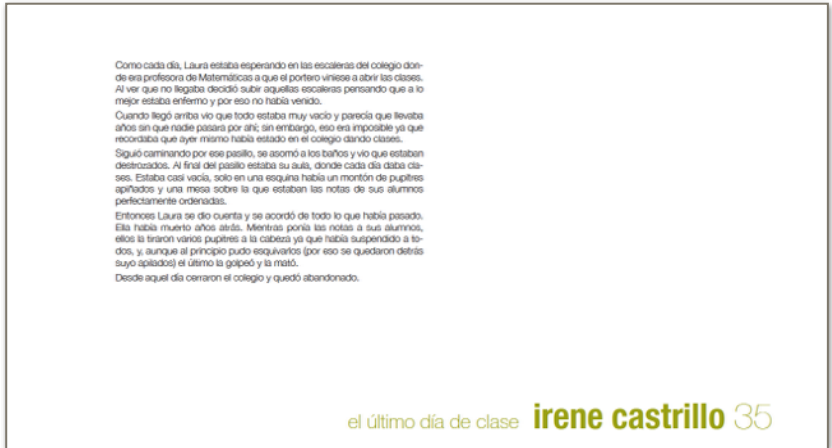 Como cada día, Laura estaba esperando en las escaleras del colegio don-
de era profesora de Matemáticas a que el portero viniese a abrir las clases.
Al ver que no llegaba decidió subir aquellas escaleras pensando que a lo
mejor estaba enfermo y por eso no había venido.
Cuando llegó arriba vio que todo estaba muy vacío y parecía que llevaba
años sin que nadie pasara por ahí; sin embargo, eso era imposible ya que
recordaba que ayer mismo había estado en el colegio dando clases.
Siguió caminando por ese pasillo, se asomó a los baños y vio que estaban
destrozados. Al final del pasillo estaba su aula, donde cada día daba cla-
ses. Estaba casi vacía, solo en una esquina había un montón de pupitres
apiñados y una mesa sobre la que estaban las notas de sus alumnos
perfectamente ordenadas.
Entonces Laura se dio cuenta y se acordó de todo lo que había pasado.
Ella había muerto años atrás. Mientras ponía las notas a sus alumnos,
ellos la tiraron varios pupitres a la cabeza ya que había suspendido a to-
dos, y, aunque al principio pudo esquivarlos (por eso se quedaron detrás
suyo apilados) el último la golpeó y la mató.
Desde aquel día cerraron el colegio y quedó abandonado.
el último día de clase irene castrillo 35